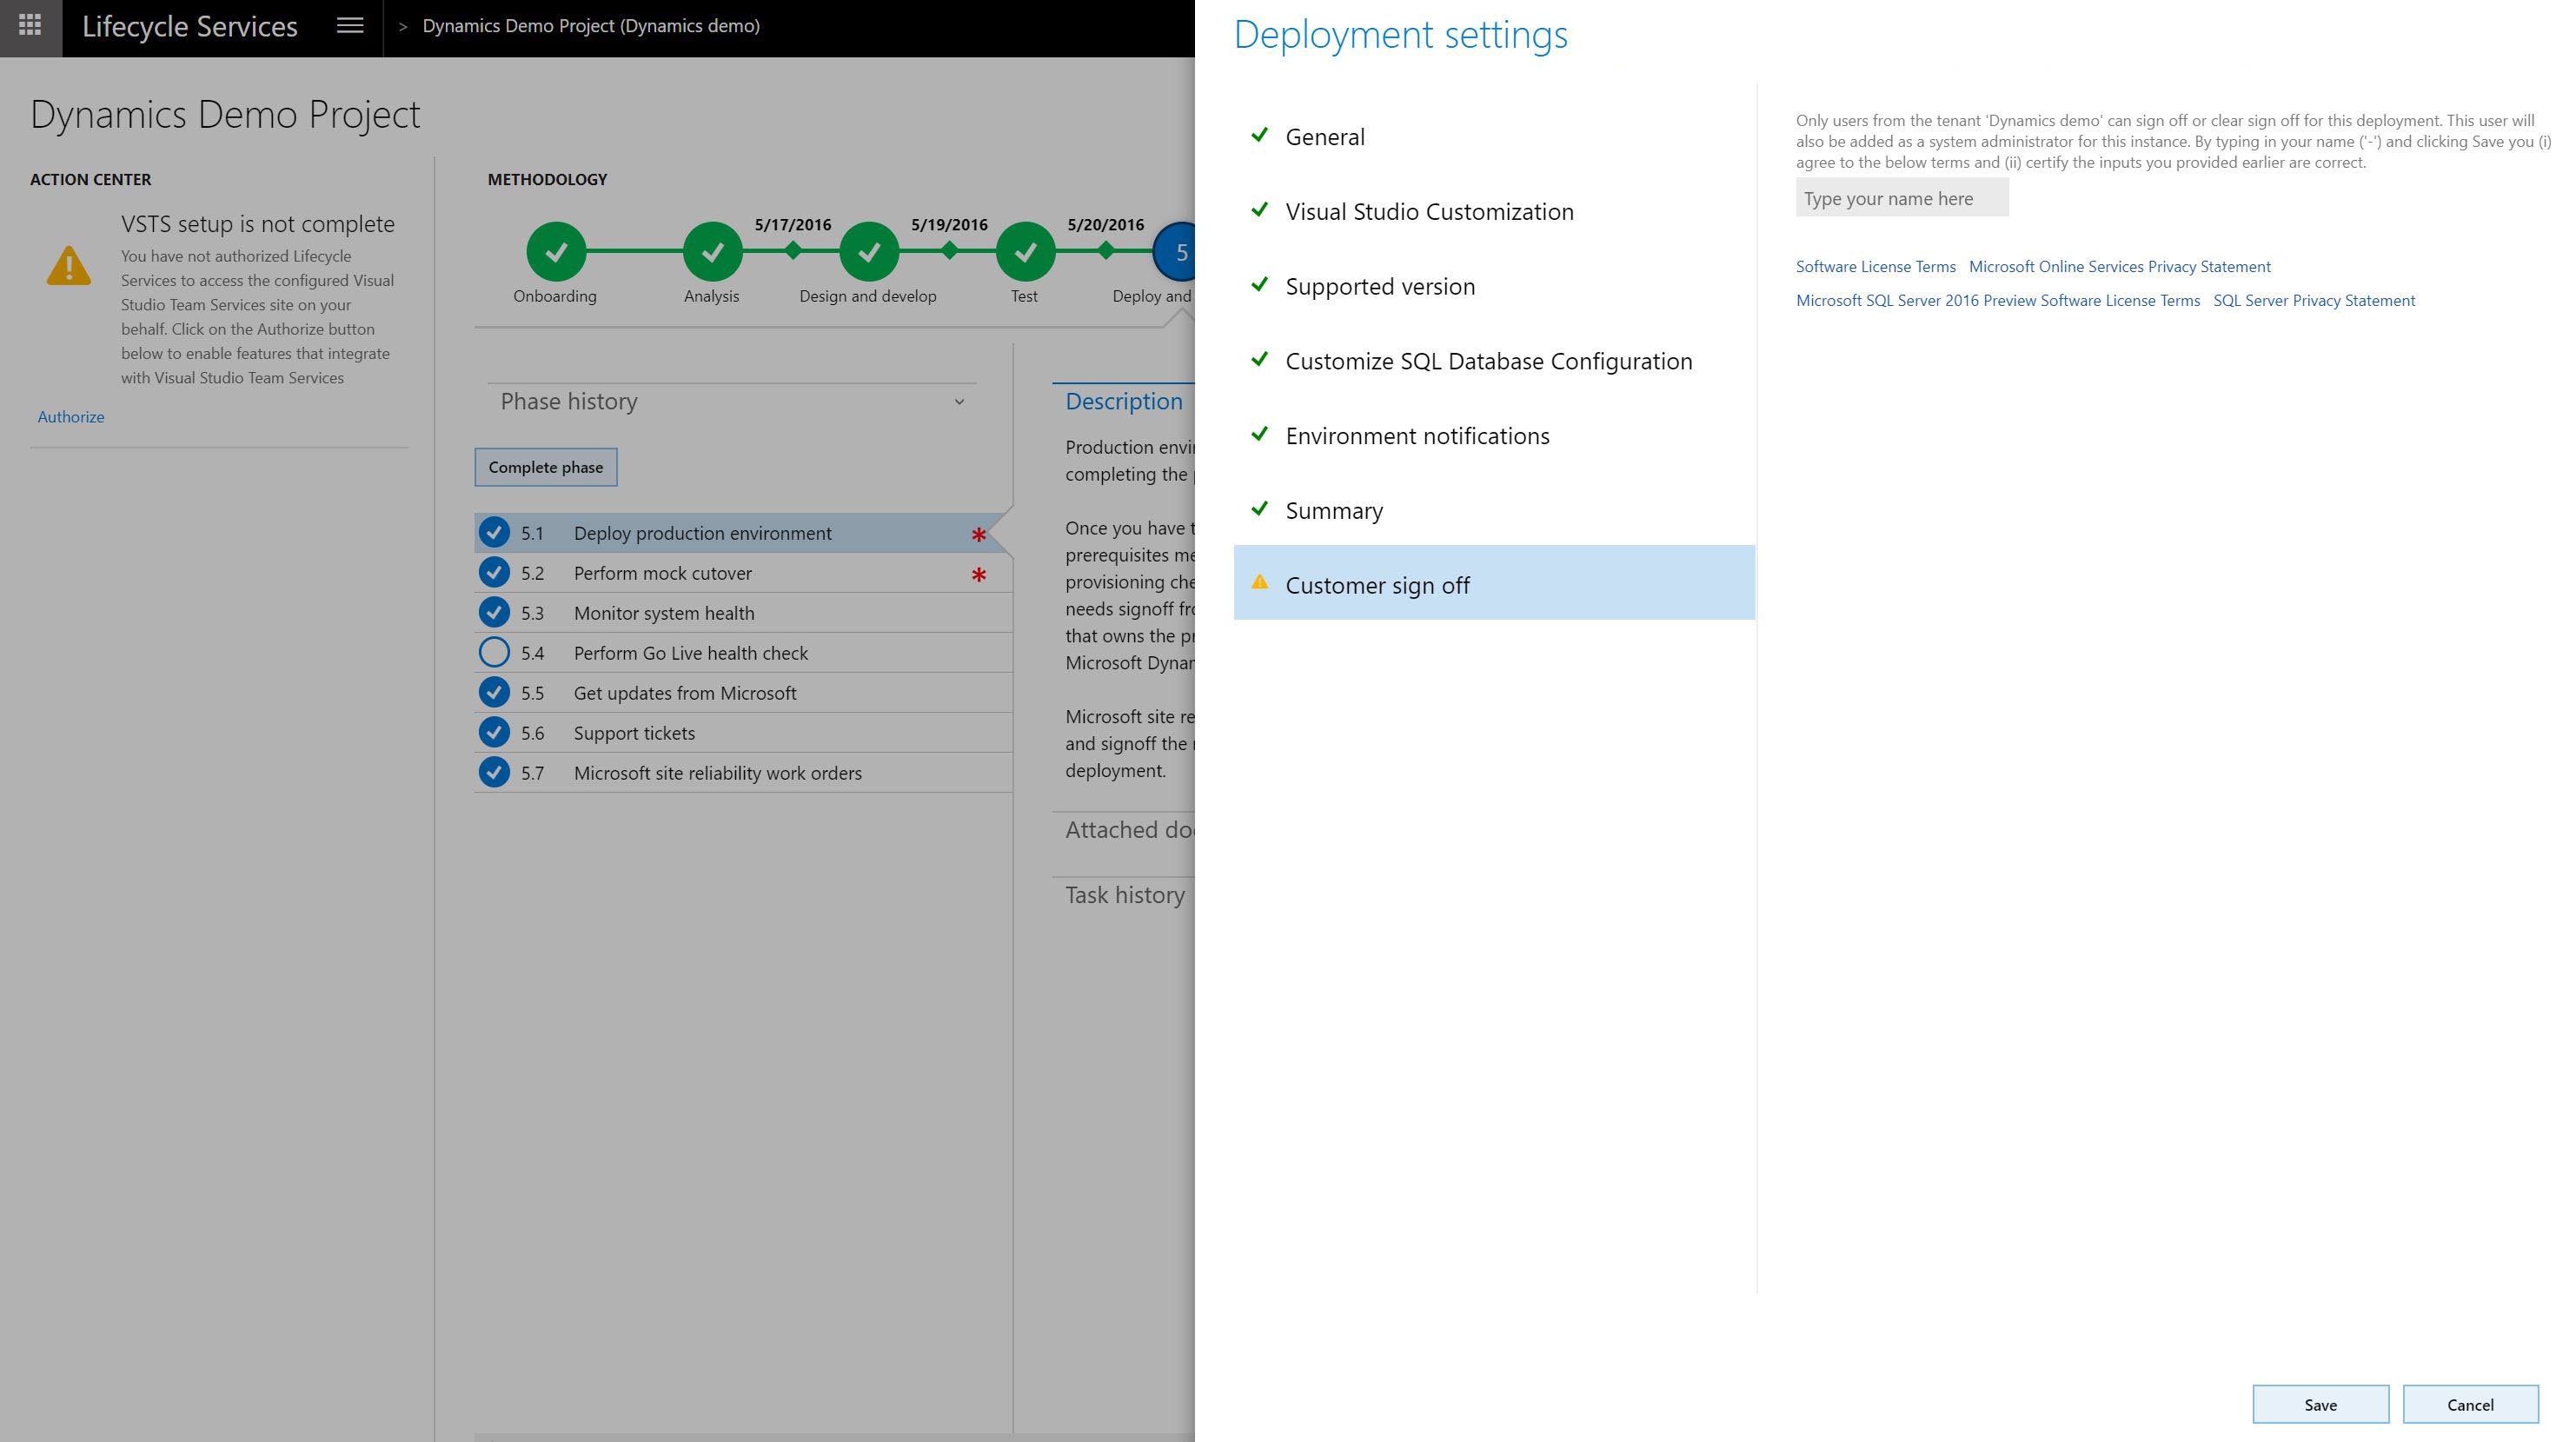 Lifecycle Services
> Dynamics Demo Project (Dynamics demo)
Dynamics Demo Project
ACTION CENTER
VSTS setup is not complete
You have not authorized Lifecycle
Services to access the configured Visual
Studio Team Services site on your
behalf. Click on the Authorize button
below to enable features that integrate
with Visual Studio Team Services
Authorize
METHODOLOGY
5/17/2016 5/19/2016 5/20/2016
5
Onboarding Analysis Design and develop Test Deploy and
Phase history
Complete phase
5.1 Deploy production environment *
5.2 Perform mock cutover *
5.3 Monitor system health
5.4 Perform Go Live health check
5.5 Get updates from Microsoft
5.6 Support tickets
5.7 Microsoft site reliability work orders
Description
Production envi
completing the
Once you have t
prerequisites me
provisioning che
needs signoff fro
that owns the pr
Microsoft Dynar
Microsoft site re
and signoff the
deployment.
Attached do
Task history
Deployment settings
General
Visual Studio Customization
Supported version
Customize SQL Database Configuration
Environment notifications
Summary
Customer sign off
Only users from the tenant 'Dynamics demo' can sign off or clear sign off for this deployment. This user will
also be added as a system administrator for this instance. By typing in your name ('-') and clicking Save you (i)
agree to the below terms and (ii) certify the inputs you provided earlier are correct.
Type your name here
Software License Terms Microsoft Online Services Privacy Statement
Microsoft SQL Server 2016 Preview Software License Terms SQL Server Privacy Statement
Save Cancel